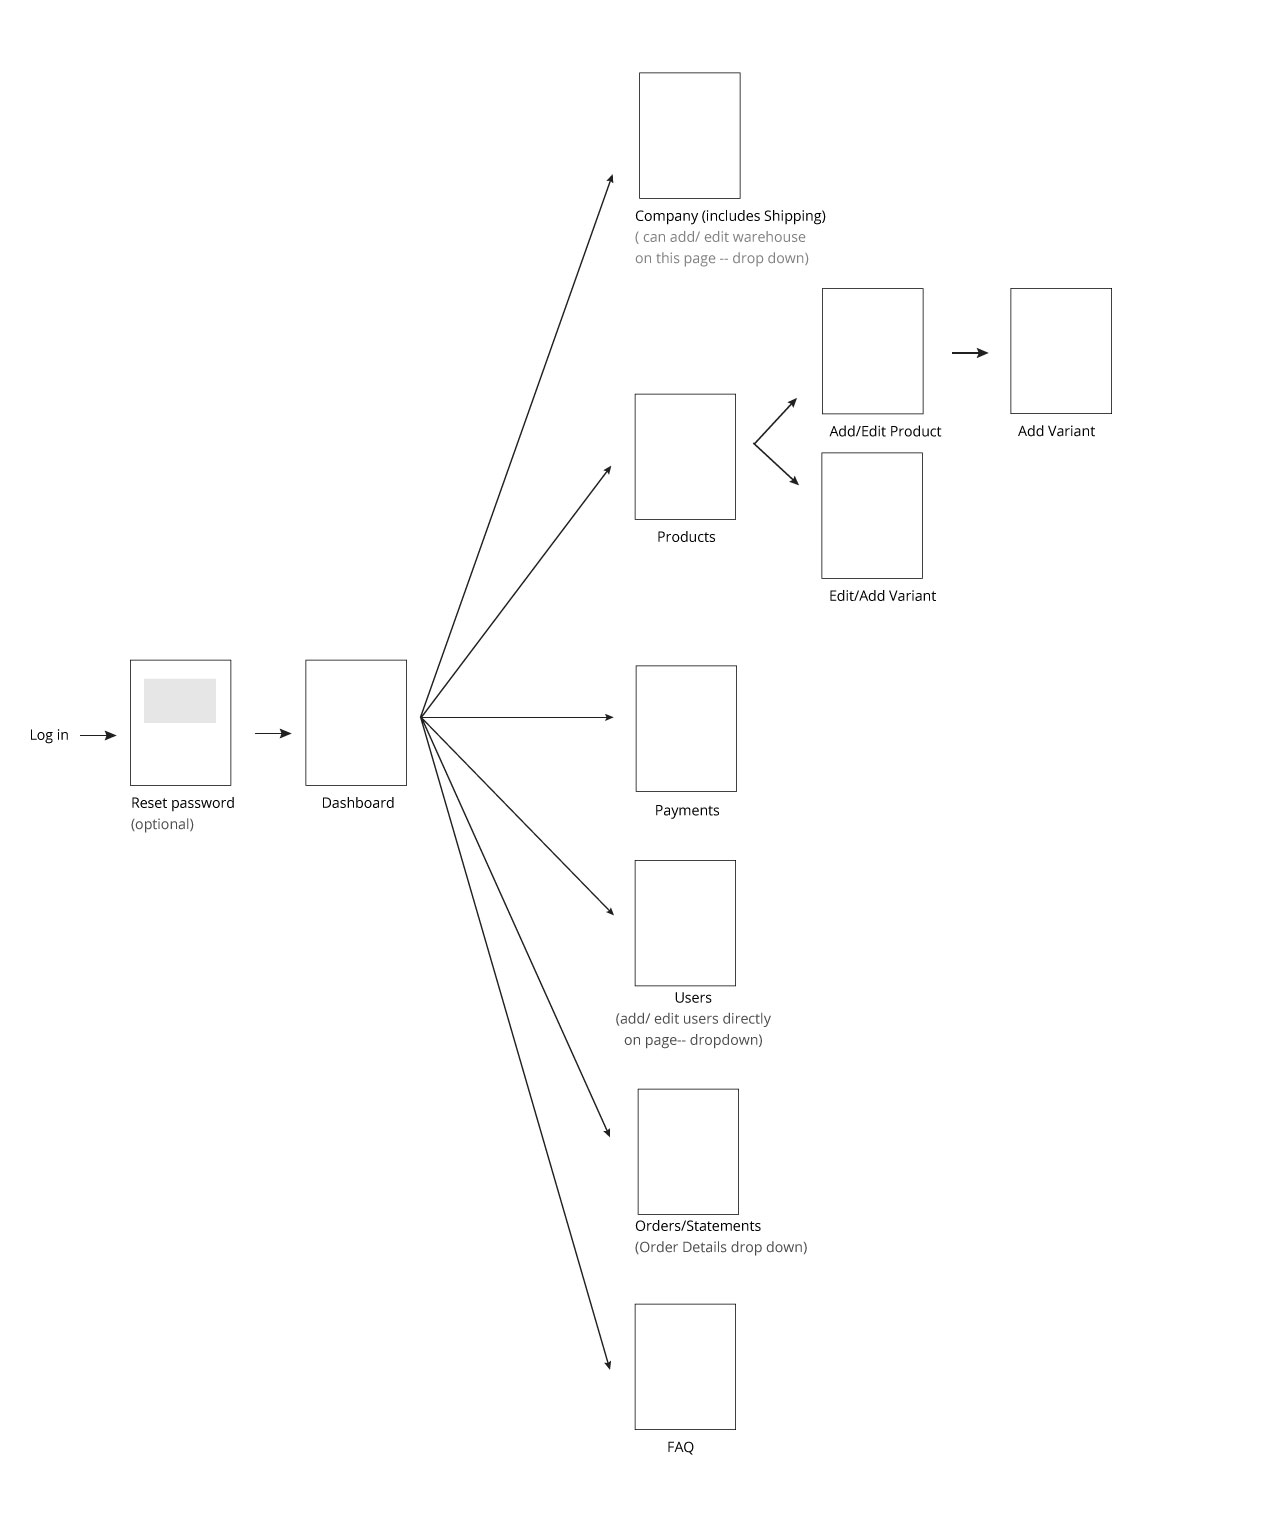 Company (includes Shipping)
( can add/ edit warehouse
on this page -- drop down)
Add/Edit Product
Add Variant
Products
Edit/Add Variant
Log in
Reset password
(optional)
Dashboard
Payments
Users
(add/ edit users directly
on page-- dropdown)
Orders/Statements
(Order Details drop down)
FAQ